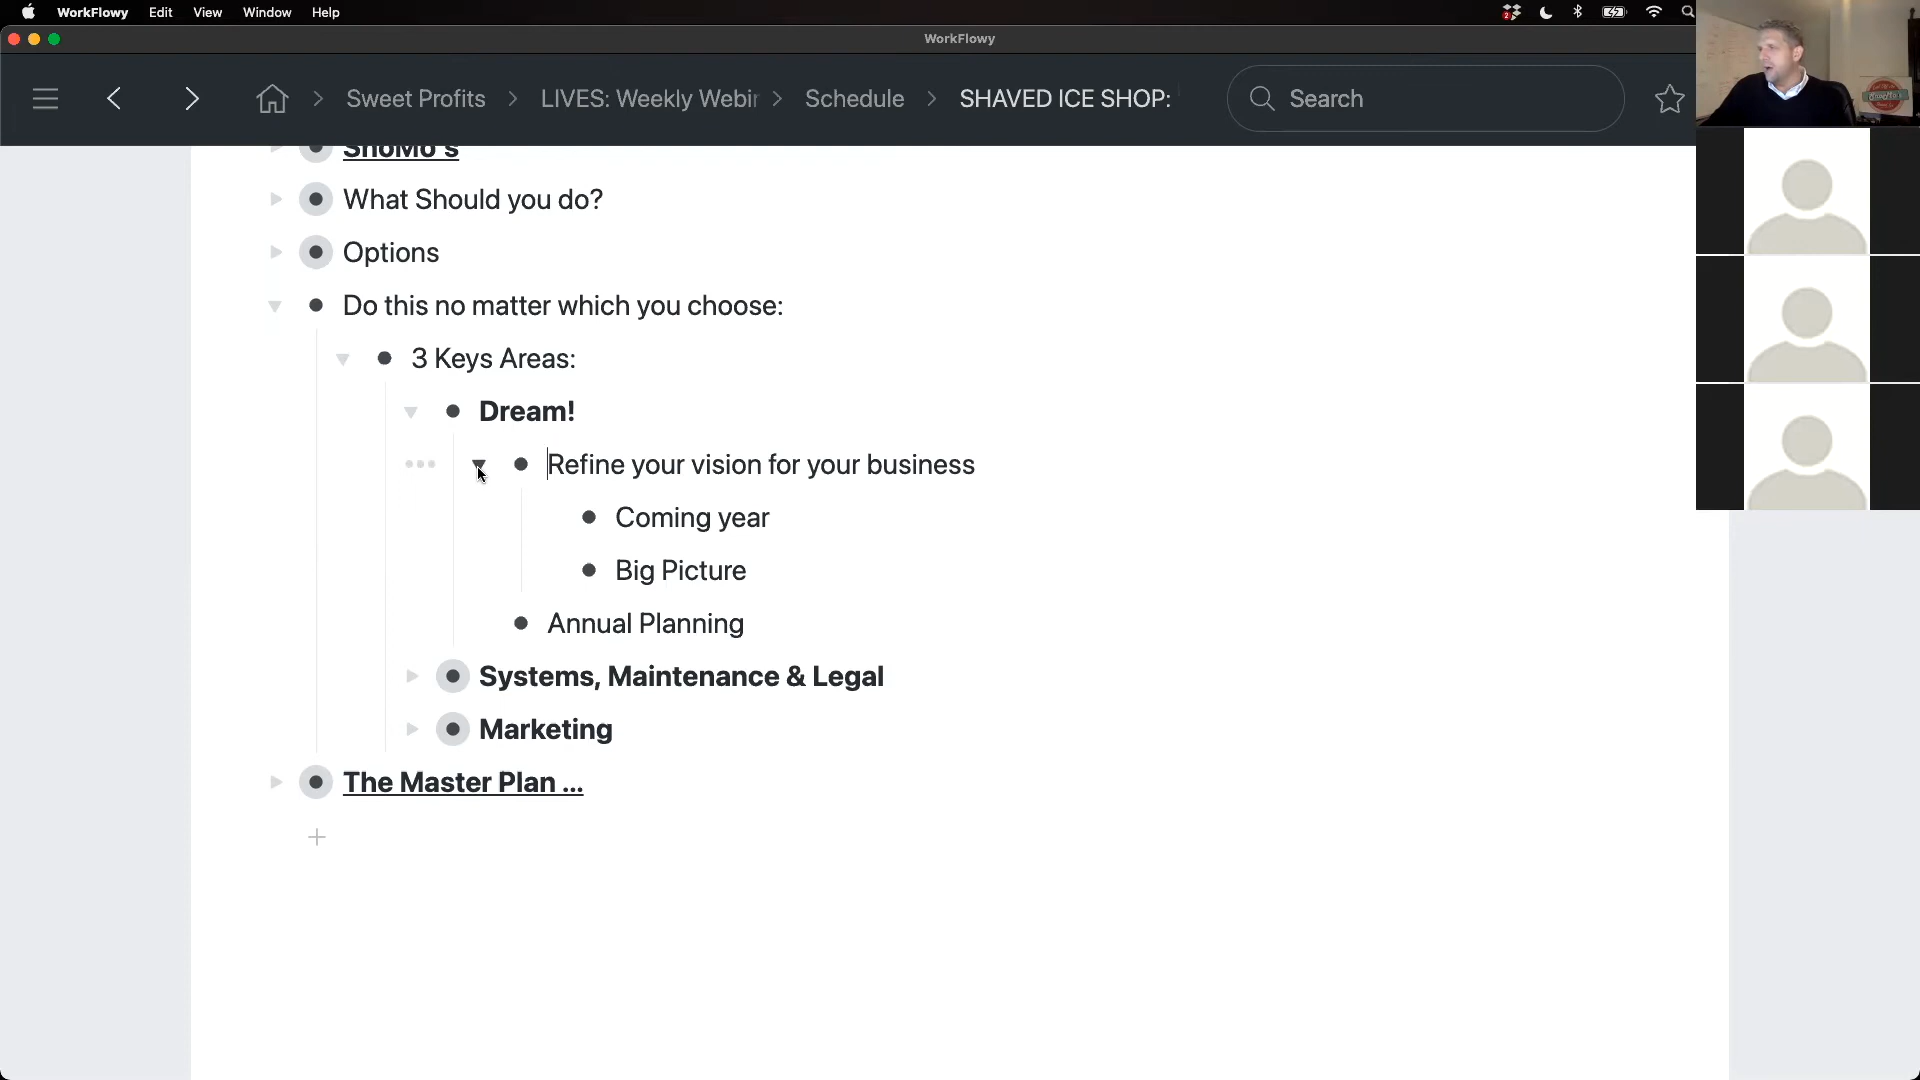 WorkFlowy Edit View Window Help
WorkFlowy
Sweet Profits LIVES: Weekly Webir Schedule SHAVED ICE SHOP: Search
SnoMo's
What Should you do?
Options
Do this no matter which you choose:
3 Keys Areas:
Dream!
Refine your vision for your business
Coming year
Big Picture
Annual Planning
Systems, Maintenance & Legal
Marketing
The Master Plan ...